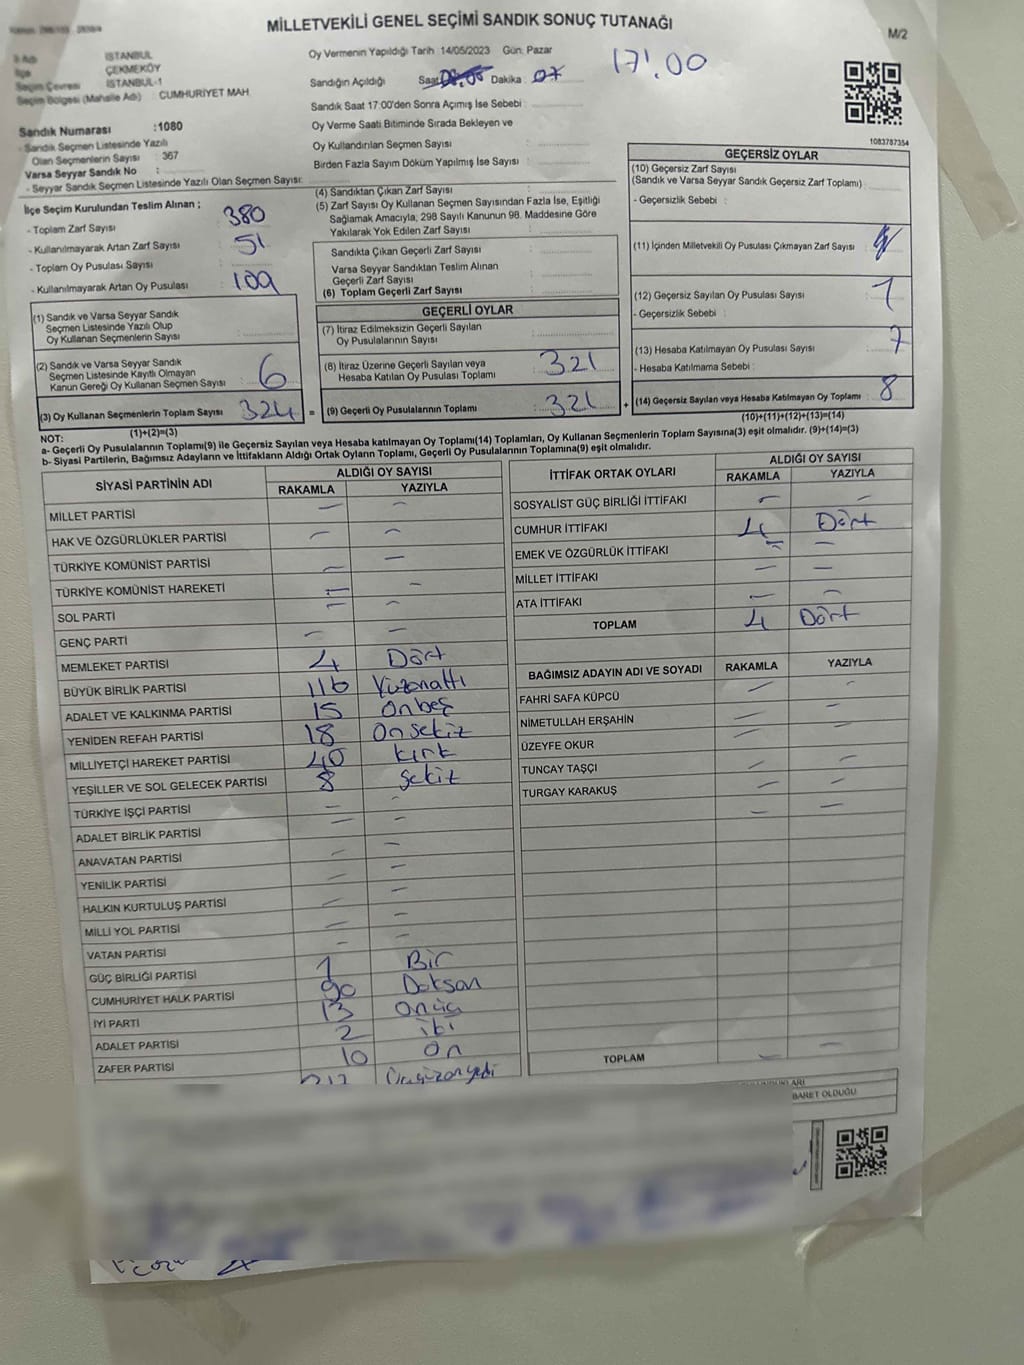 MİLLETVEKİLİ GENEL SEÇİMİ SANDIK SONUÇ TUTANAĞI
M/2
İSTANBUL
ÇEKMEKÖY
Seçim Çevresi İSTANBUL-1
Seçim Bölgesi (Mahalle Adı) : CUMHURİYET MAH
Sandık Numarası :1080
- Sandık Seçmen Listesinde Yazılı
Olan Seçmenlerin Sayısı : 367
Varsa Seyyar Sandık No :
- Seyyar Sandık Seçmen Listesinde Yazılı Olan Seçmen Sayısı:
Oy Vermenin Yapıldığı Tarih :14/05/2023 Gün: Pazar
Sandığın Açıldığı Saat Dakika : 07 17:00
Sandık Saat 17:00'den Sonra Açımış İse Sebebi :
Oy Verme Saati Bitiminde Sırada Bekleyen ve
Oy Kullandırılan Seçmen Sayısı :
Birden Fazla Sayım Döküm Yapılmış İse Sayısı :
1083787354
İlçe Seçim Kurulundan Teslim Alınan ;
- Toplam Zarf Sayısı : 380
- Kullanılmayarak Artan Zarf Sayısı : 51
- Toplam Oy Pusulası Sayısı :
- Kullanılmayarak Artan Oy Pusulası : 109
(1) Sandık ve Varsa Seyyar Sandık
Seçmen Listesinde Yazılı Olup
Oy Kullanan Seçmenlerin Sayısı :
(2) Sandık ve Varsa Seyyar Sandık
Seçmen Listesinde Kayıtlı Olmayan
Kanun Gereği Oy Kullanan Seçmen Sayısı : 6
(3) Oy Kullanan Seçmenlerin Toplam Sayısı 324 =
(1)+(2)=(3)
(4) Sandıktan Çıkan Zarf Sayısı :
(5) Zarf Sayısı Oy Kullanan Seçmen Sayısından Fazla İse, Eşitliği
Sağlamak Amacıyla, 298 Sayılı Kanunun 98. Maddesine Göre
Yakılarak Yok Edilen Zarf Sayısı :
Sandıkta Çıkan Geçerli Zarf Sayısı :
Varsa Seyyar Sandıktan Teslim Alınan
Geçerli Zarf Sayısı :
(6) Toplam Geçerli Zarf Sayısı :
GEÇERLİ OYLAR
(7) İtiraz Edilmeksizin Geçerli Sayılan
Oy Pusulalarının Sayısı :
(8) İtiraz Üzerine Geçerli Sayılan veya
Hesaba Katılan Oy Pusulası Toplamı : 321
(9) Geçerli Oy Pusulalarının Toplamı : 321 +
GEÇERSİZ OYLAR
(10) Geçersiz Zarf Sayısı
(Sandık ve Varsa Seyyar Sandık Geçersiz Zarf Toplamı) :
- Geçersizlik Sebebi :
(11) İçinden Milletvekili Oy Pusulası Çıkmayan Zarf Sayısı :
(12) Geçersiz Sayılan Oy Pusulası Sayısı : 1
- Geçersizlik Sebebi :
(13) Hesaba Katılmayan Oy Pusulası Sayısı : 7
- Hesaba Katılmama Sebebi :
(14) Geçersiz Sayılan veya Hesaba Katılmayan Oy Toplamı : 8
(10)+(11)+(12)+(13)=(14)
NOT:
a- Geçerli Oy Pusulalarının Toplamı(9) ile Geçersiz Sayılan veya Hesaba katılmayan Oy Toplamı(14) Toplamları, Oy Kullanan Seçmenlerin Toplam Sayısına(3) eşit olmalıdır. (9)+(14)=(3)
b- Siyasi Partilerin, Bağımsız Adayların ve İttifakların Aldığı Ortak Oyların Toplamı, Geçerli Oy Pusulalarının Toplamına(9) eşit olmalıdır.
SİYASİ PARTİNİN ADI ALDIĞI OY SAYISI
RAKAMLA YAZIYLA
MİLLET PARTİSİ – –
HAK VE ÖZGÜRLÜKLER PARTİSİ – –
TÜRKİYE KOMÜNİST PARTİSİ – –
TÜRKİYE KOMÜNİST HAREKETİ – –
SOL PARTİ – –
GENÇ PARTİ – –
MEMLEKET PARTİSİ 4 Dört
BÜYÜK BİRLİK PARTİSİ 116 Yüzonaltı
ADALET VE KALKINMA PARTİSİ 15 Onbeş
YENİDEN REFAH PARTİSİ 18 Onsekiz
MİLLİYETÇİ HAREKET PARTİSİ 40 kırk
YEŞİLLER VE SOL GELECEK PARTİSİ 8 sekiz
TÜRKİYE İŞÇİ PARTİSİ – –
ADALET BİRLİK PARTİSİ – –
ANAVATAN PARTİSİ – –
YENİLİK PARTİSİ – –
HALKIN KURTULUŞ PARTİSİ – –
MİLLİ YOL PARTİSİ – –
VATAN PARTİSİ – –
GÜÇ BİRLİĞİ PARTİSİ 1 Bir
CUMHURİYET HALK PARTİSİ 90 Doksan
İYİ PARTİ 13 Onüç
ADALET PARTİSİ 2 iki
ZAFER PARTİSİ 10 On
Üçyüzonyedi
İTTİFAK ORTAK OYLARI ALDIĞI OY SAYISI
RAKAMLA YAZIYLA
SOSYALİST GÜÇ BİRLİĞİ İTTİFAKI – –
CUMHUR İTTİFAKI 4 Dört
EMEK VE ÖZGÜRLÜK İTTİFAKI – –
MİLLET İTTİFAKI – –
ATA İTTİFAKI – –
TOPLAM 4 Dört
BAĞIMSIZ ADAYIN ADI VE SOYADI RAKAMLA YAZIYLA
FAHRİ SAFA KÜPCÜ – –
NİMETULLAH ERŞAHİN – –
ÜZEYFE OKUR –
TUNCAY TAŞÇI – –
TURGAY KARAKUŞ – –
TOPLAM – –
BARET OLDUĞU